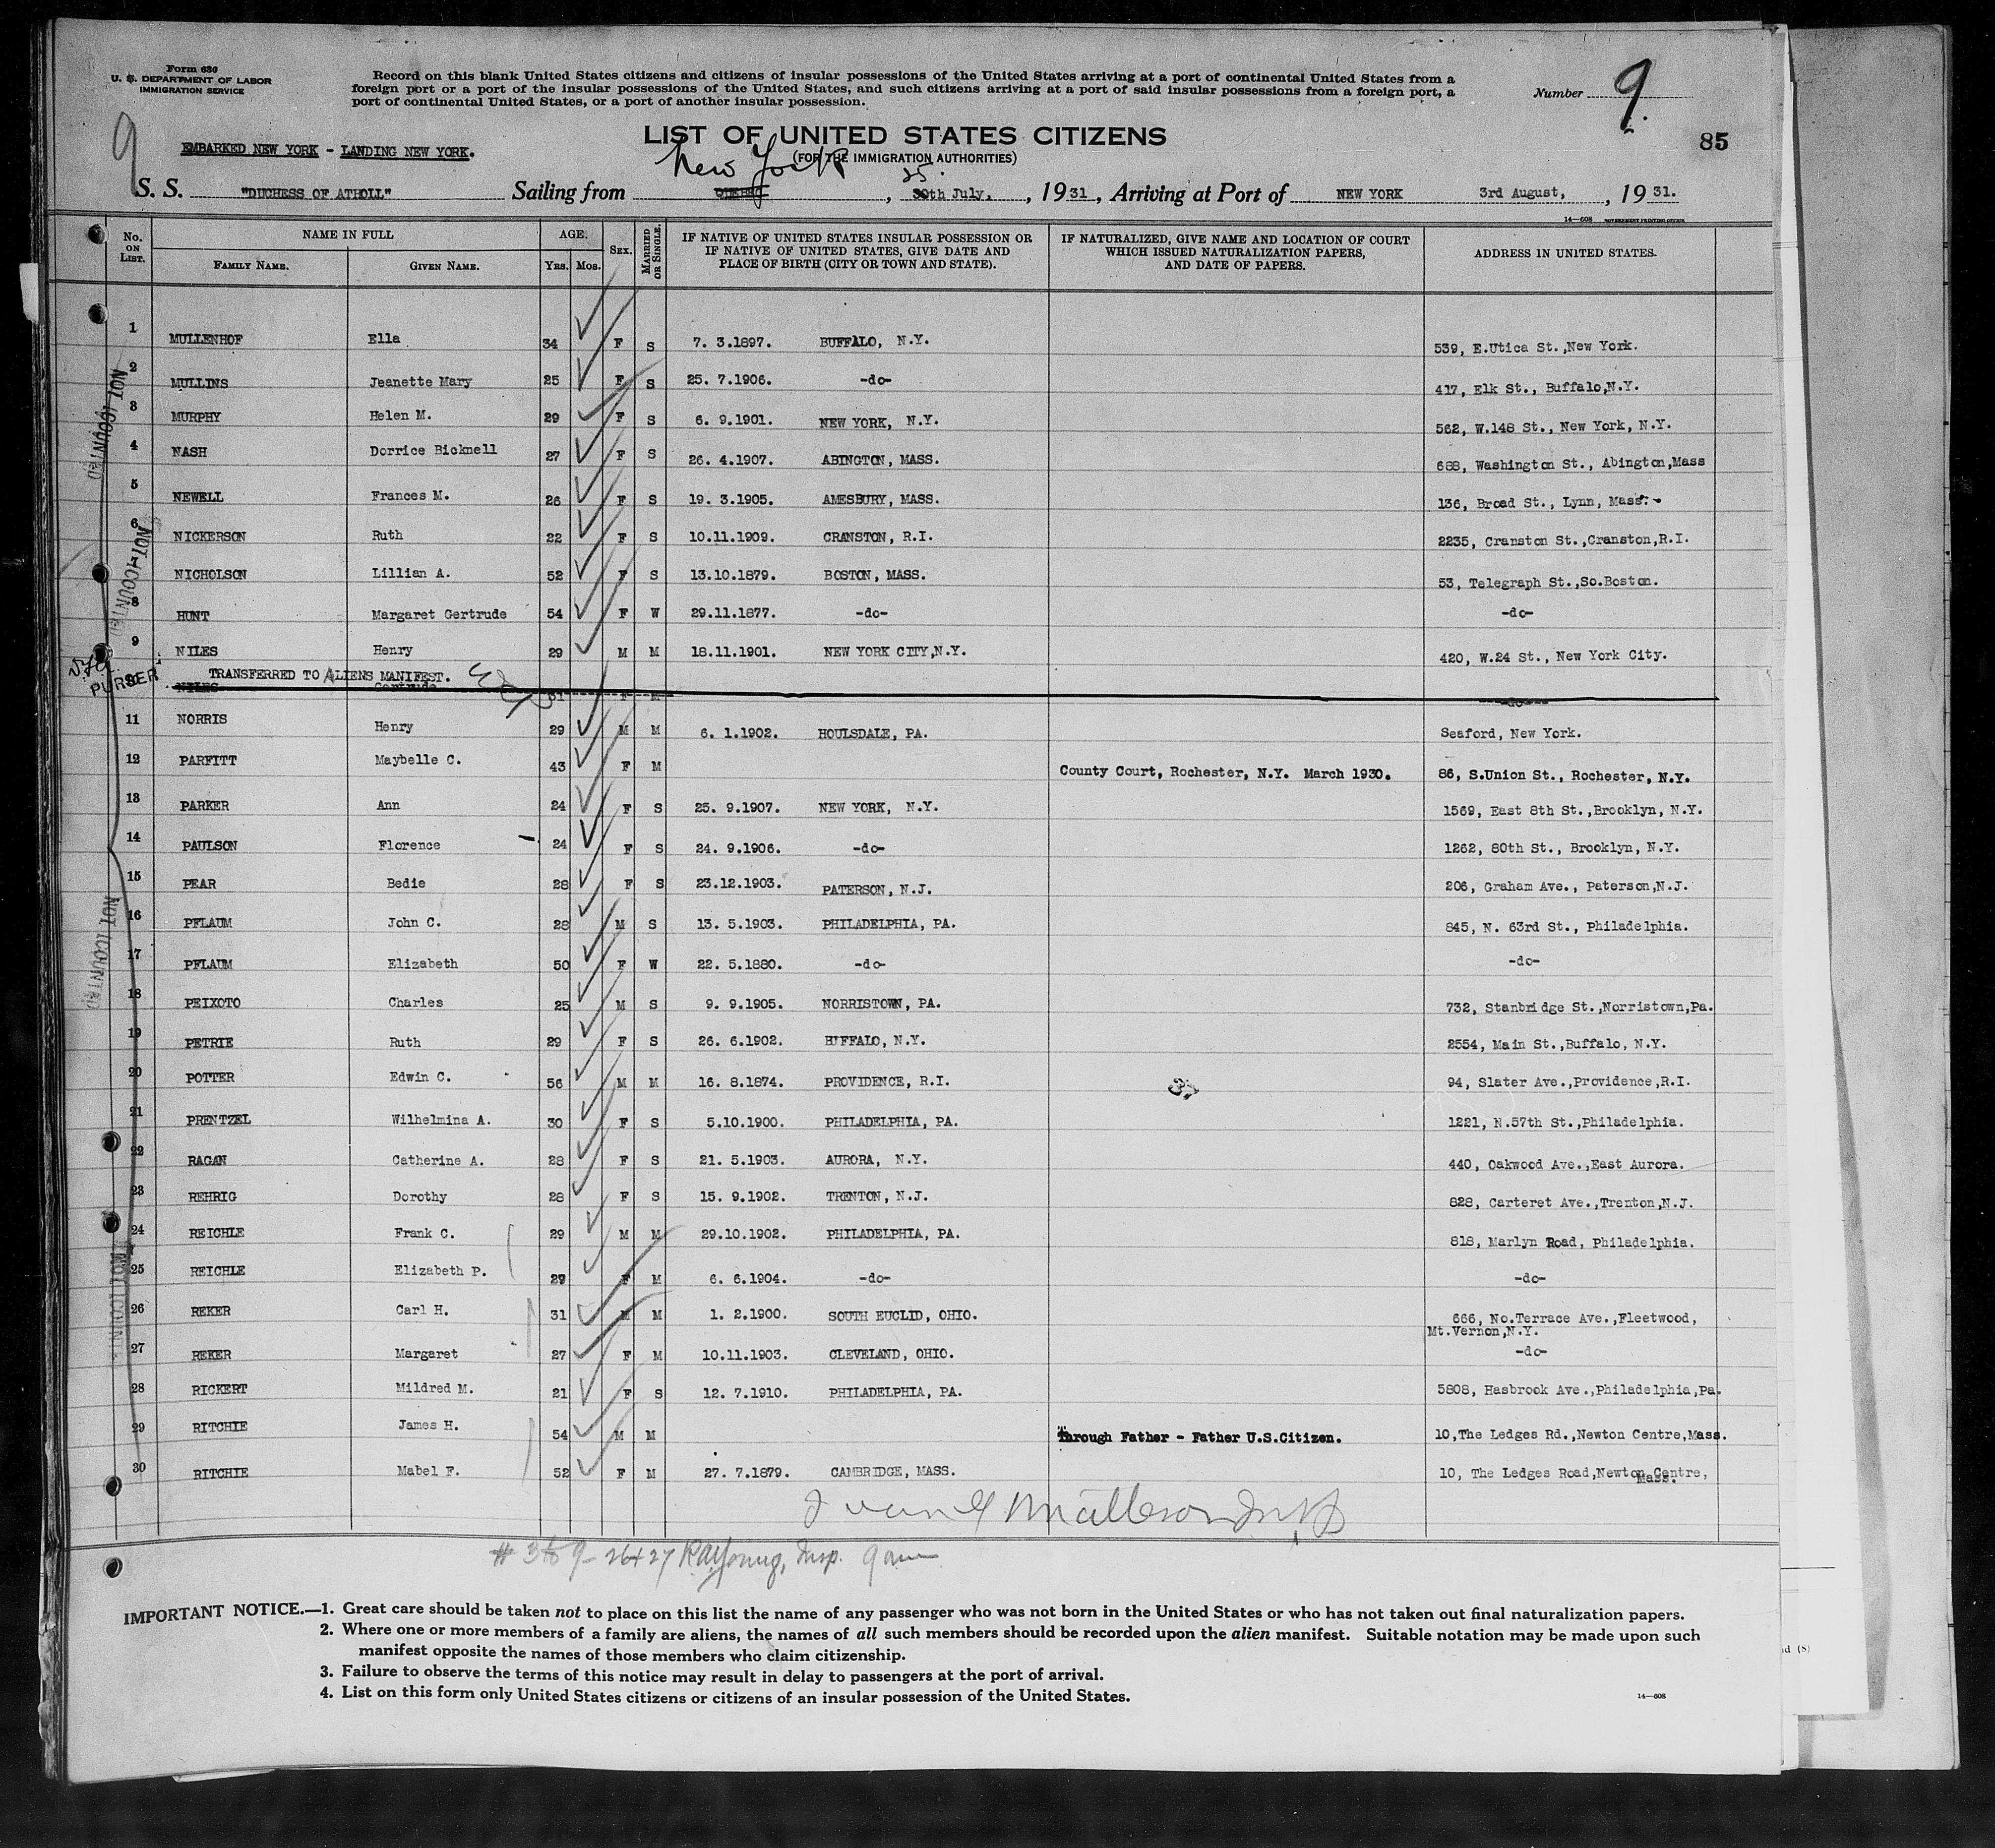 Form 630
U. S. DEPARTMENT OF LABOR
IMMIGRATION SERVICE
Record on this blank United States citizens and citizens of insular possessions of the United States arriving at a port of continental United States from a
foreign port or a port of the insular possessions of the United States, and such citizens arriving at a port of said insular possessions from a foreign port, a
port of continental United States, or a port of another insular possession.
Number 9.
85
9
LIST OF UNITED STATES CITIZENS
(FOR THE IMMIGRATION AUTHORITIES)
EMBARKED NEW YORK - LANDING NEW YORK.
New York 25.
S. S. "DUCHESS OF ATHOLL" Sailing from QUEBEC, 30th July, 1931, Arriving at Port of NEW YORK 3rd August, 1931.
14—608 GOVERNMENT PRINTING OFFICE
No. ON LIST. NAME IN FULL FAMILY NAME. GIVEN NAME. AGE. YRS. MOS. SEX. MARRIED OR SINGLE. IF NATIVE OF UNITED STATES INSULAR POSSESSION OR IF NATIVE OF UNITED STATES, GIVE DATE AND PLACE OF BIRTH (CITY OR TOWN AND STATE). IF NATURALIZED, GIVE NAME AND LOCATION OF COURT WHICH ISSUED NATURALIZATION PAPERS, AND DATE OF PAPERS. ADDRESS IN UNITED STATES.
1 MULLENHOF Ella 34 F S 7. 3.1897. BUFFALO, N.Y. 539, E.Utica St.,New York.
2 MULLINS Jeanette Mary 25 F S 25. 7.1906. -do- 417, Elk St., Buffalo,N.Y.
3 MURPHY Helen M. 29 F S 6. 9.1901. NEW YORK, N.Y. 562, W.148 St., New York, N.Y.
4 NASH Dorrice Bicknell 27 F S 26. 4.1907. ABINGTON, MASS. 688, Washington St., Abington,Mass
5 NEWELL Frances M. 26 F S 19. 3.1905. AMESBURY, MASS. 136, Broad St., Lynn, Mass.
6 NICKERSON Ruth 22 F S 10.11.1909. CRANSTON, R.I. 2235, Cranston St.,Cranston,R.I.
NICHOLSON Lillian A. 52 F S 13.10.1879. BOSTON, MASS. 53, Telegraph St.,So.Boston.
8 HUNT Margaret Gertrude 54 F W 29.11.1877. -do- -do-
9 NILES Henry 29 M M 18.11.1901. NEW YORK CITY,N.Y. 420, W.24 St., New York City.
PURSER TRANSFERRED TO ALIENS MANIFEST.
NILES Gertrude 31 F M -do-
11 NORRIS Henry 29 M M 6. 1.1902. HOULSDALE, PA. Seaford, New York.
12 PARFITT Maybelle C. 43 F M County Court, Rochester, N.Y. March 1930. 86, S.Union St., Rochester, N.Y.
13 PARKER Ann 24 F S 25. 9.1907. NEW YORK, N.Y. 1569, East 8th St.,Brooklyn, N.Y.
14 PAULSON Florence 24 F S 24. 9.1906. -do- 1262, 80th St., Brooklyn, N.Y.
15 PEAR Bedie 28 F S 23.12.1903. PATERSON, N.J. 206, Graham Ave., Paterson,N.J.
16 PFLAUM John C. 28 M S 13. 5.1903. PHILADELPHIA, PA. 845, N. 63rd St., Philadelphia.
17 PFLAUM Elizabeth 50 F W 22. 5.1880. -do- -do-
18 PEIXOTO Charles 25 M S 9. 9.1905. NORRISTOWN, PA. 732, Stanbridge St.,Norristown,Pa.
19 PETRIE Ruth 29 F S 26. 6.1902. BUFFALO, N.Y. 2554, Main St.,Buffalo, N.Y.
20 POTTER Edwin C. 56 M M 16. 8.1874. PROVIDENCE, R.I. 94, Slater Ave.,Providence,R.I.
21 PRENTZEL Wilhelmina A. 30 F S 5.10.1900. PHILADELPHIA, PA. 1221, N.57th St.,Philadelphia.
22 RAGAN Catherine A. 28 F S 21. 5.1903. AURORA, N.Y. 440, Oakwood Ave.,East Aurora.
23 REHRIG Dorothy 28 F S 15. 9.1902. TRENTON, N.J. 828, Carteret Ave.,Trenton,N.J.
24 REICHLE Frank C. 29 M M 29.10.1902. PHILADELPHIA, PA. 818, Marlyn Road, Philadelphia.
25 REICHLE Elizabeth P. 27 F M 6. 6.1904. -do- -do-
26 REKER Carl H. 31 M M 1. 2.1900. SOUTH EUCLID, OHIO. 666, No.Terrace Ave.,Fleetwood,
Mt.Vernon,N.Y.
27 REKER Margaret 27 F M 10.11.1903. CLEVELAND, OHIO. -do-
28 RICKERT Mildred M. 21 F S 12. 7.1910. PHILADELPHIA, PA. 5808, Hasbrook Ave.,Philadelphia,Pa.
29 RITCHIE James H. 54 M M Through Father - Father U.S.Citizen. 10,The Ledges Rd.,Newton Centre,Mass.
30 RITCHIE Mabel F. 52 F M 27. 7.1879. CAMBRIDGE, MASS. 10, The Ledges Road,Newton Centre,
Mass.
# 3 to 9 - 26 + 27 Insp. 9 am
IMPORTANT NOTICE.—1. Great care should be taken not to place on this list the name of any passenger who was not born in the United States or who has not taken out final naturalization papers.
2. Where one or more members of a family are aliens, the names of all such members should be recorded upon the alien manifest. Suitable notation may be made upon such
manifest opposite the names of those members who claim citizenship.
3. Failure to observe the terms of this notice may result in delay to passengers at the port of arrival.
4. List on this form only United States citizens or citizens of an insular possession of the United States.
14—608